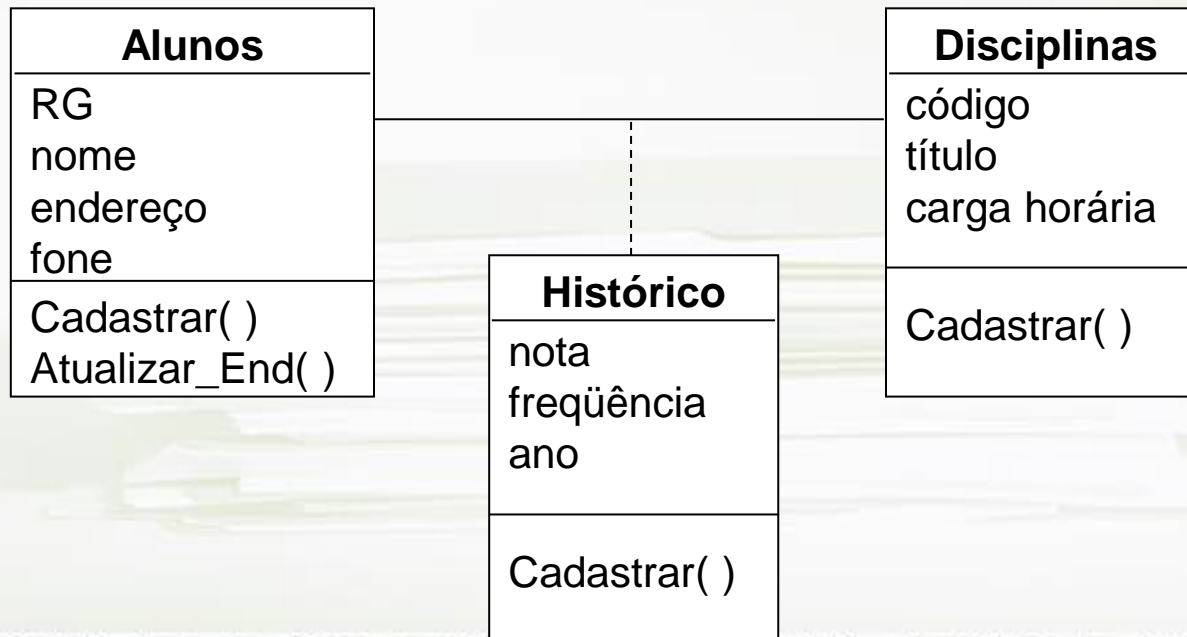 Alunos
RG
nome
endereço
fone
Cadastrar( )
Atualizar_End( )
Disciplinas
código
título
carga horária
Cadastrar( )
Histórico
nota
freqüência
ano
Cadastrar( )